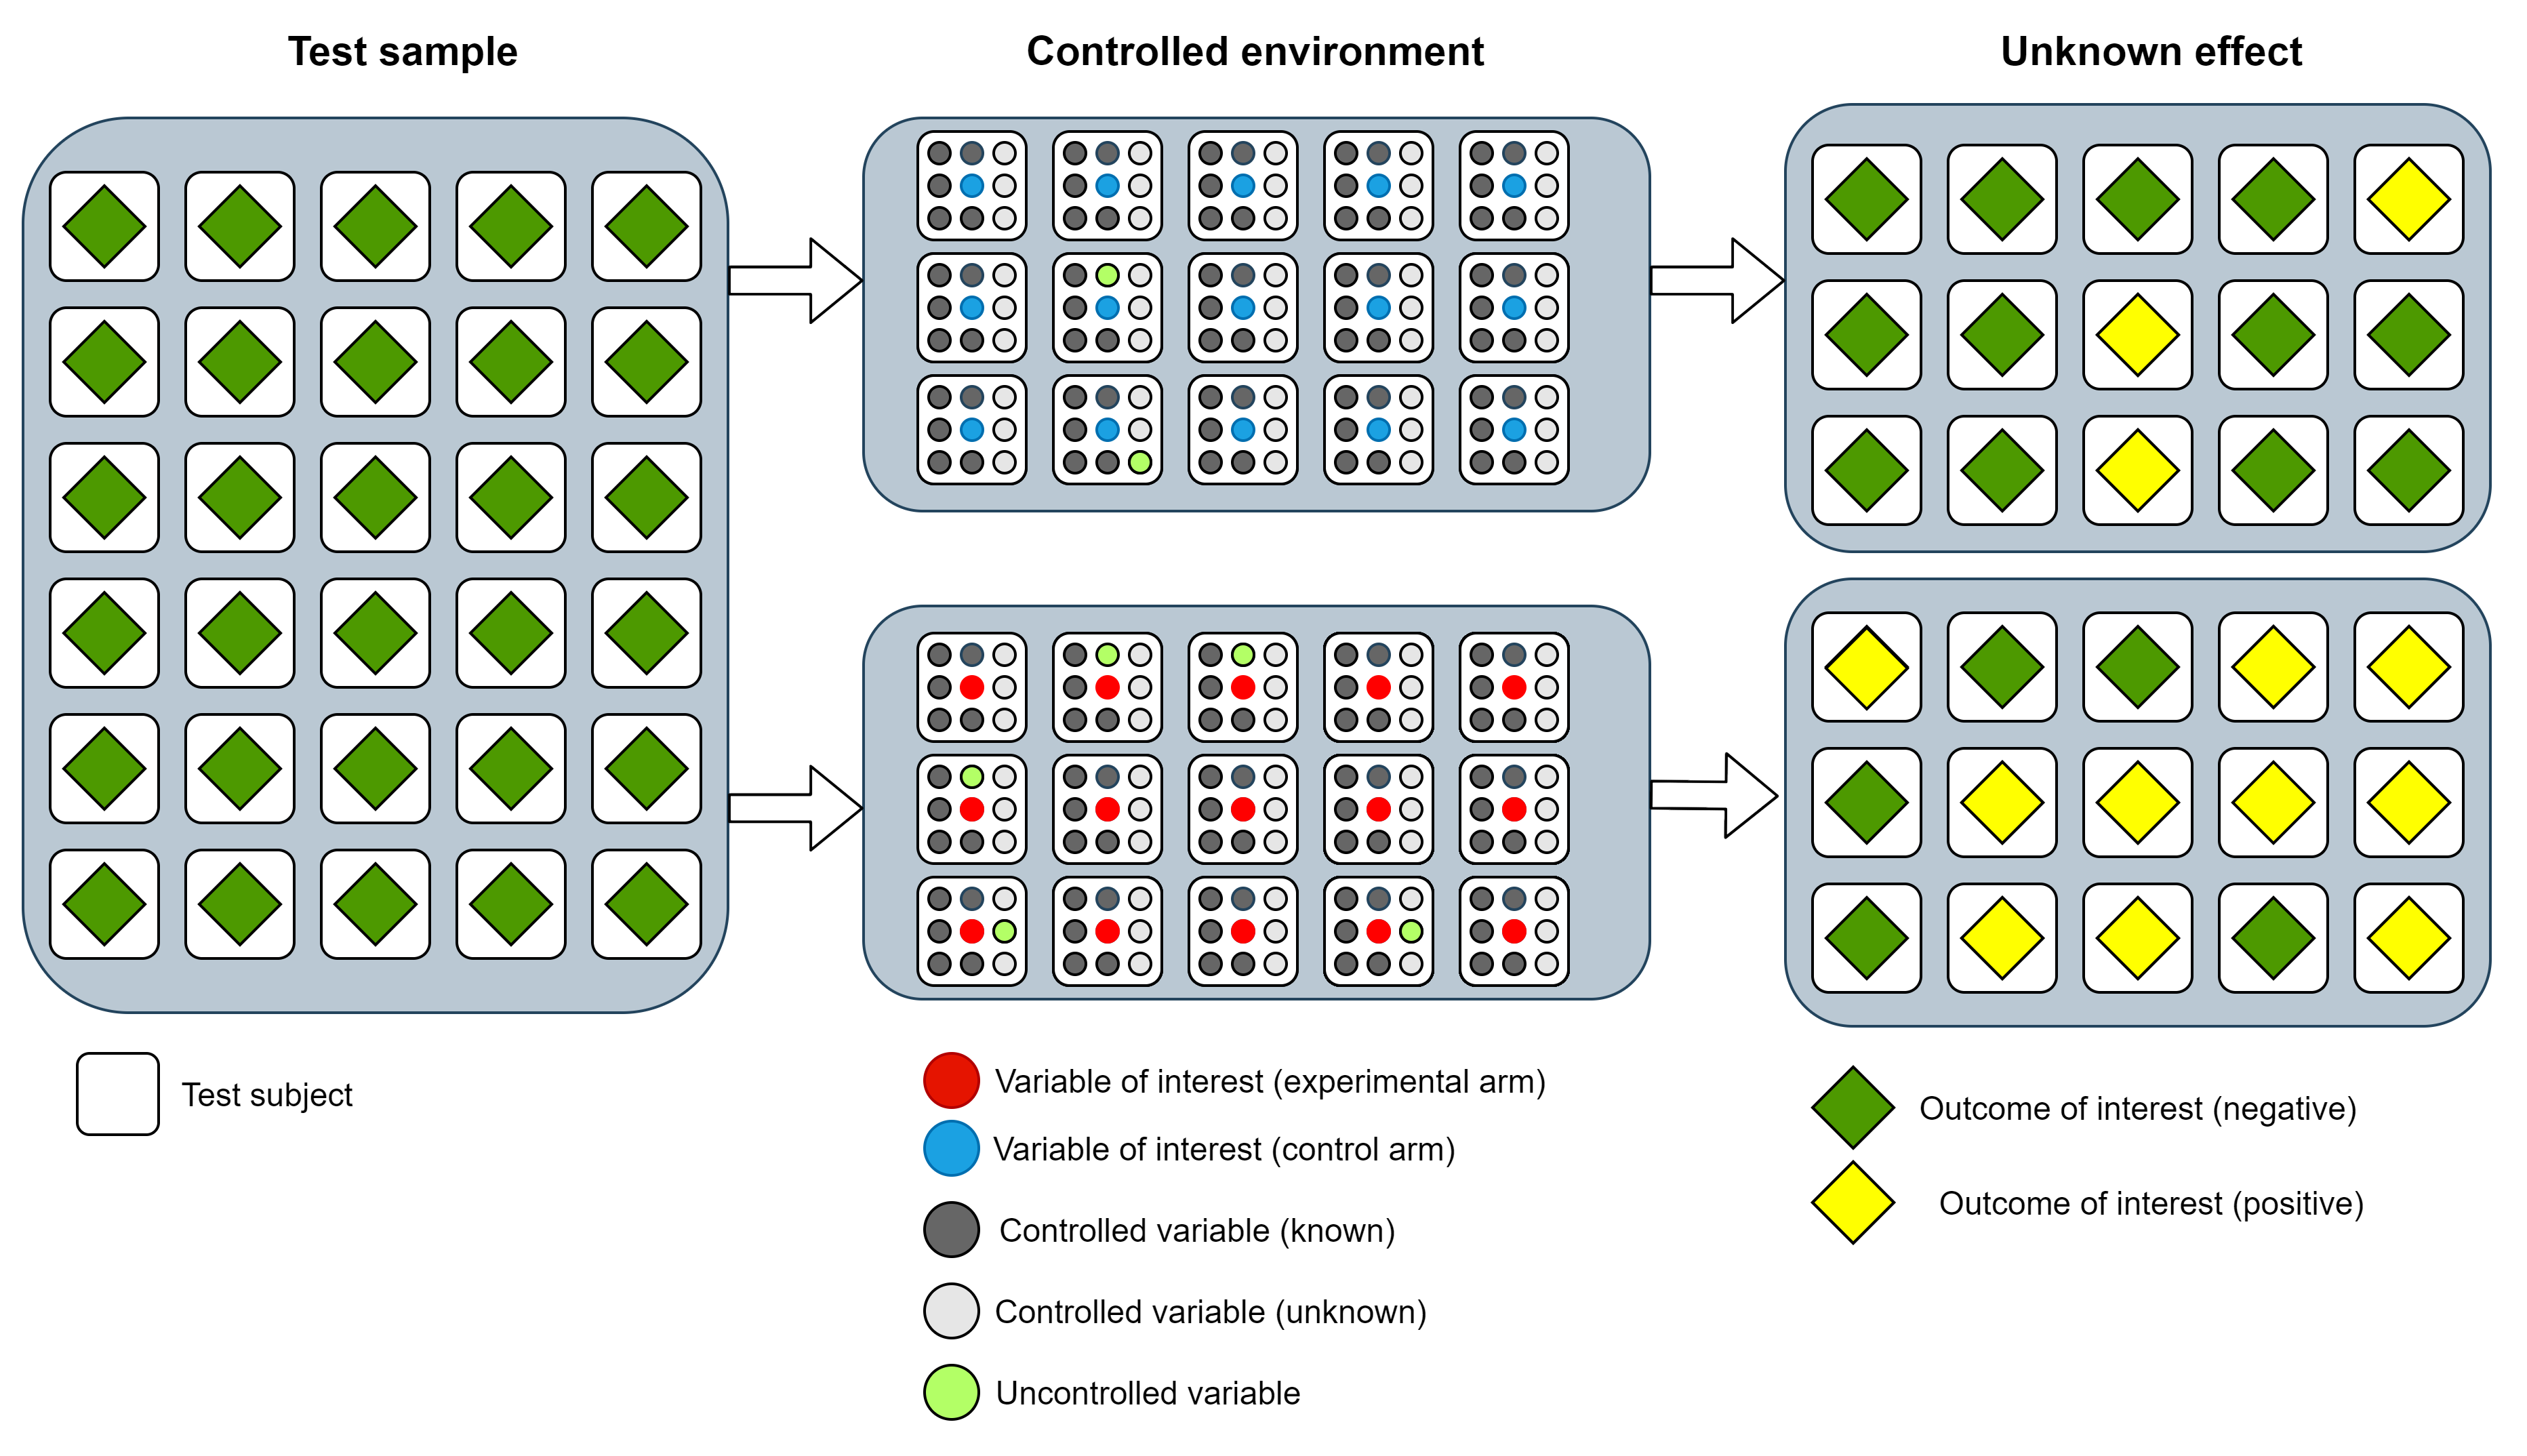 Test sample
Controlled environment
Unknown effect
Test subject
Variable of interest (experimental arm)
Variable of interest (control arm)
Controlled variable (known)
Controlled variable (unknown)
Uncontrolled variable
Outcome of interest (negative)
Outcome of interest (positive)